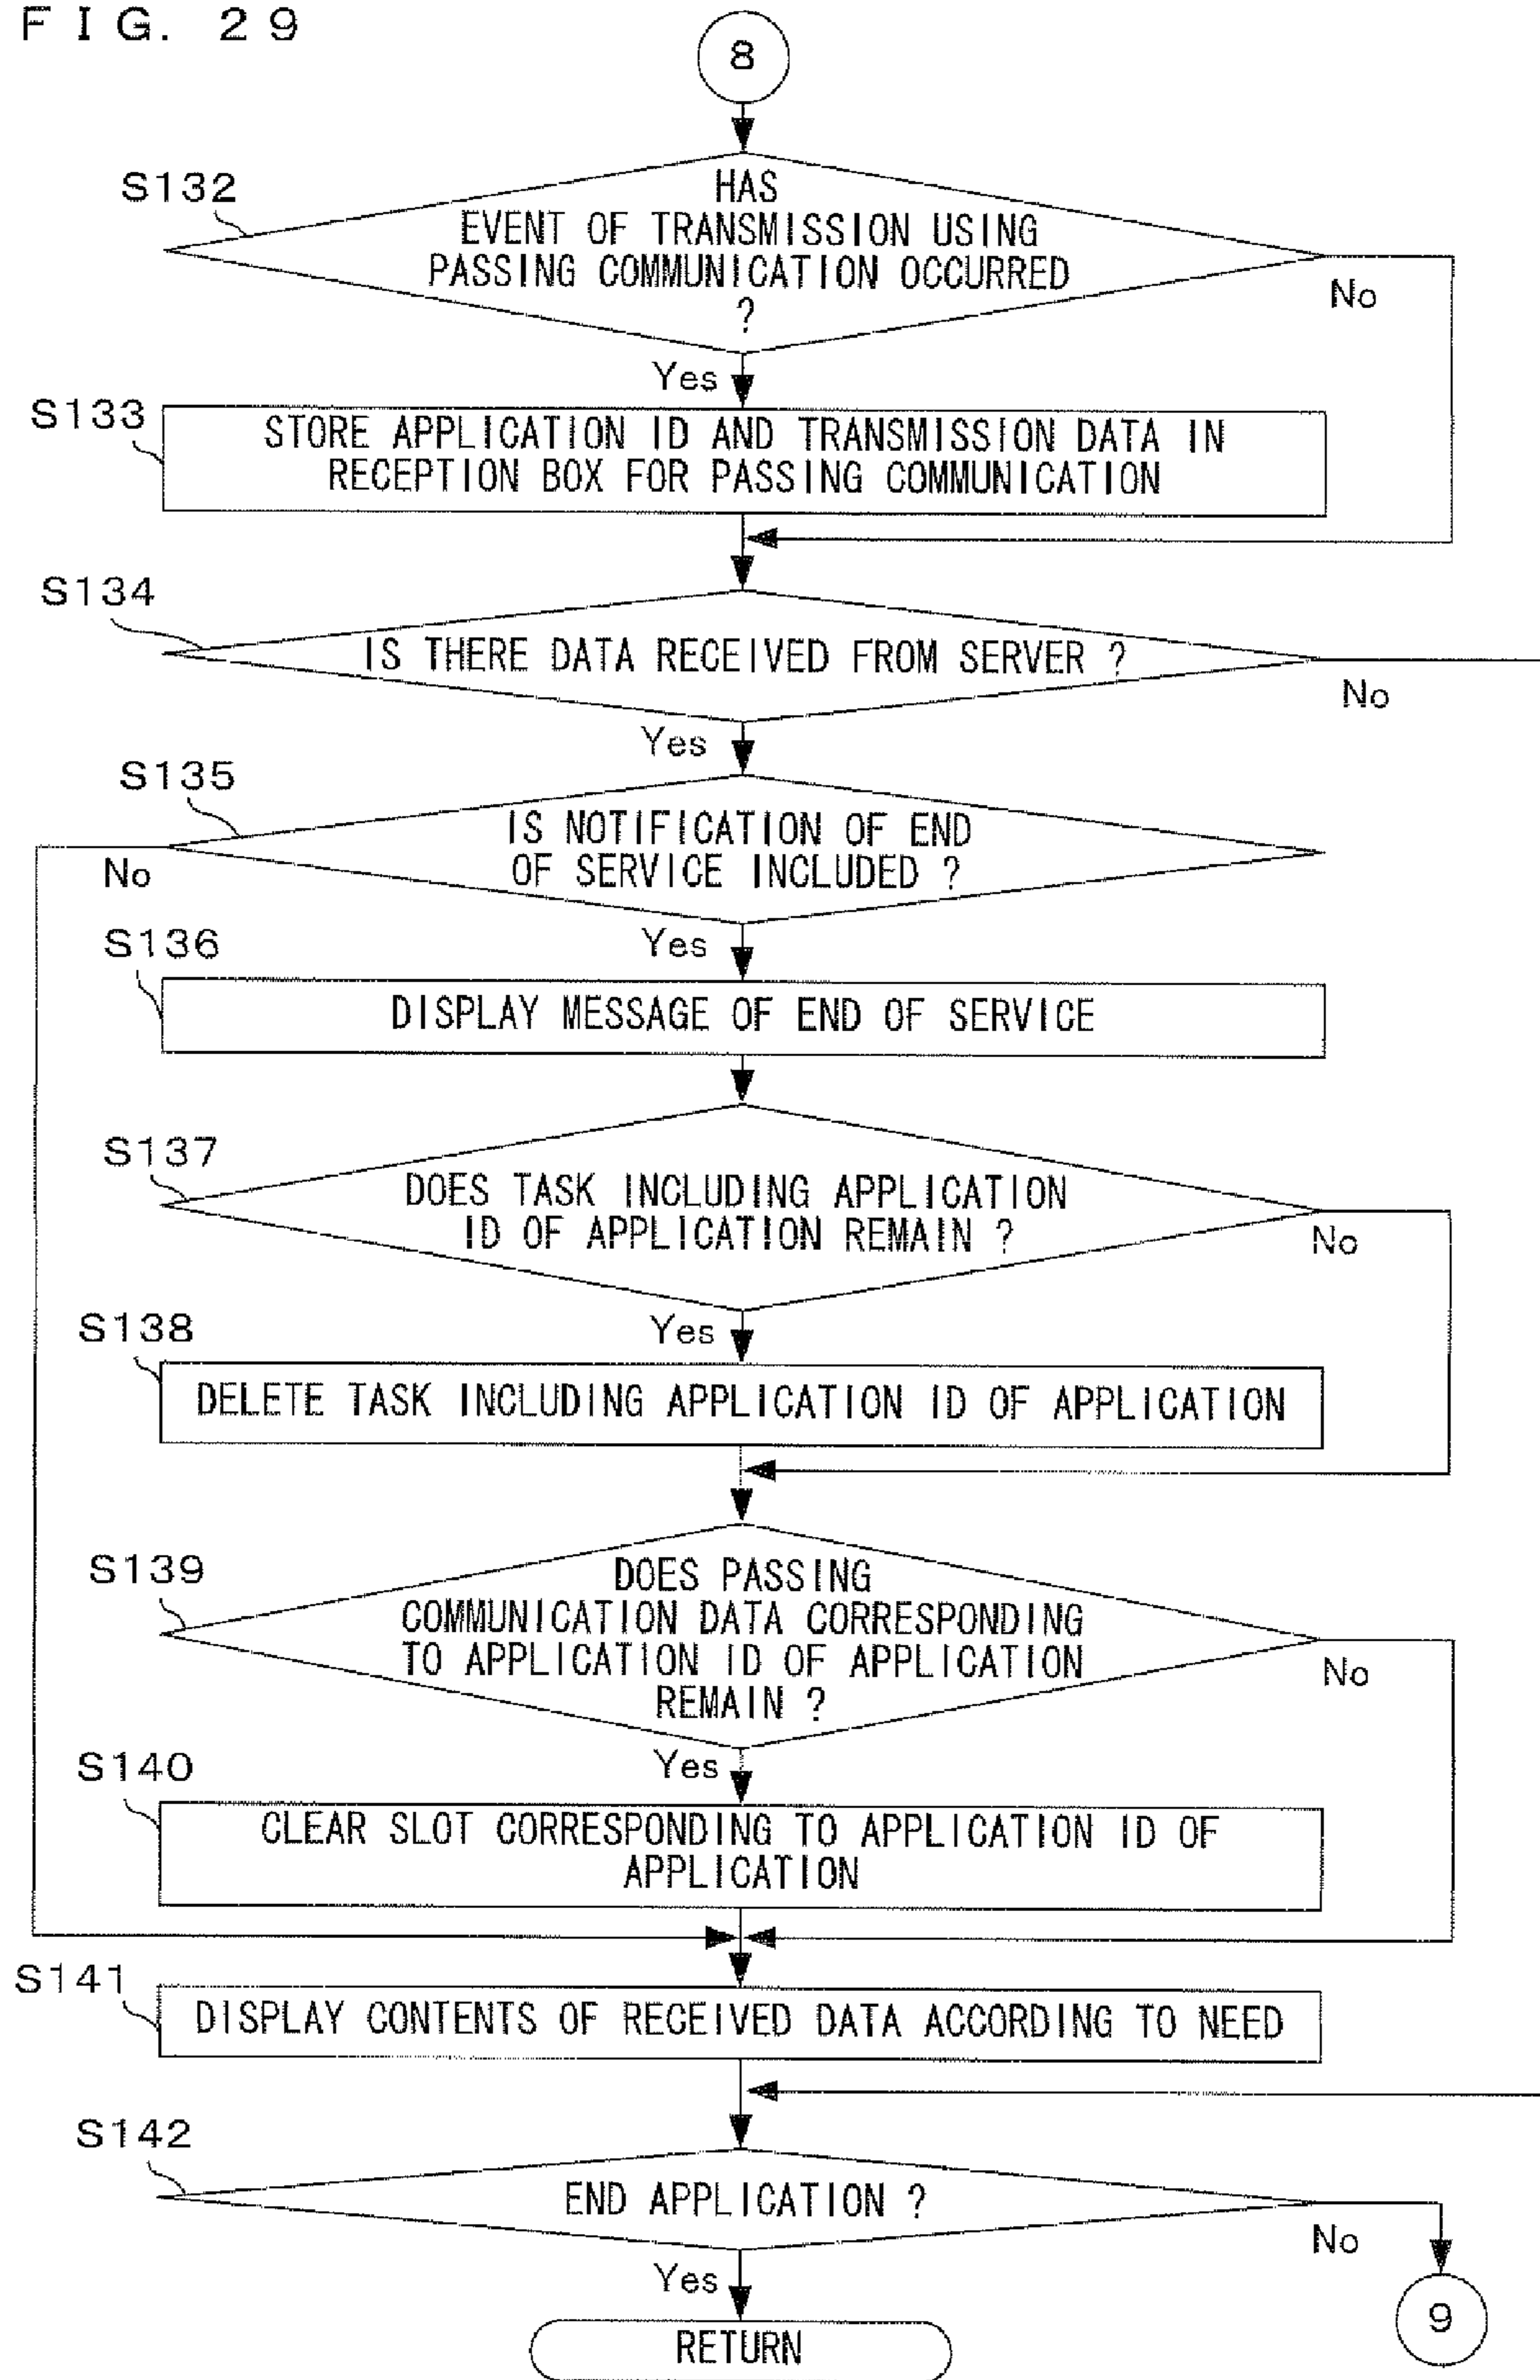 FIG. 29
8
S132
HAS
EVENT OF TRANSMISSION USING
PASSING COMMUNICATION OCCURRED
?
No
Yes
S133
STORE APPLICATION ID AND TRANSMISSION DATA IN
RECEPTION BOX FOR PASSING COMMUNICATION
S134
IS THERE DATA RECEIVED FROM SERVER ?
No
Yes
S135
IS NOTIFICATION OF END
OF SERVICE INCLUDED ?
No
Yes
S136
DISPLAY MESSAGE OF END OF SERVICE
S137
DOES TASK INCLUDING APPLICATION
ID OF APPLICATION REMAIN ?
No
Yes
S138
DELETE TASK INCLUDING APPLICATION ID OF APPLICATION
S139
DOES PASSING
COMMUNICATION DATA CORRESPONDING
TO APPLICATION ID OF APPLICATION
REMAIN ?
No
Yes
S140
CLEAR SLOT CORRESPONDING TO APPLICATION ID OF
APPLICATION
S141
DISPLAY CONTENTS OF RECEIVED DATA ACCORDING TO NEED
S142
END APPLICATION ?
No
Yes
9
RETURN